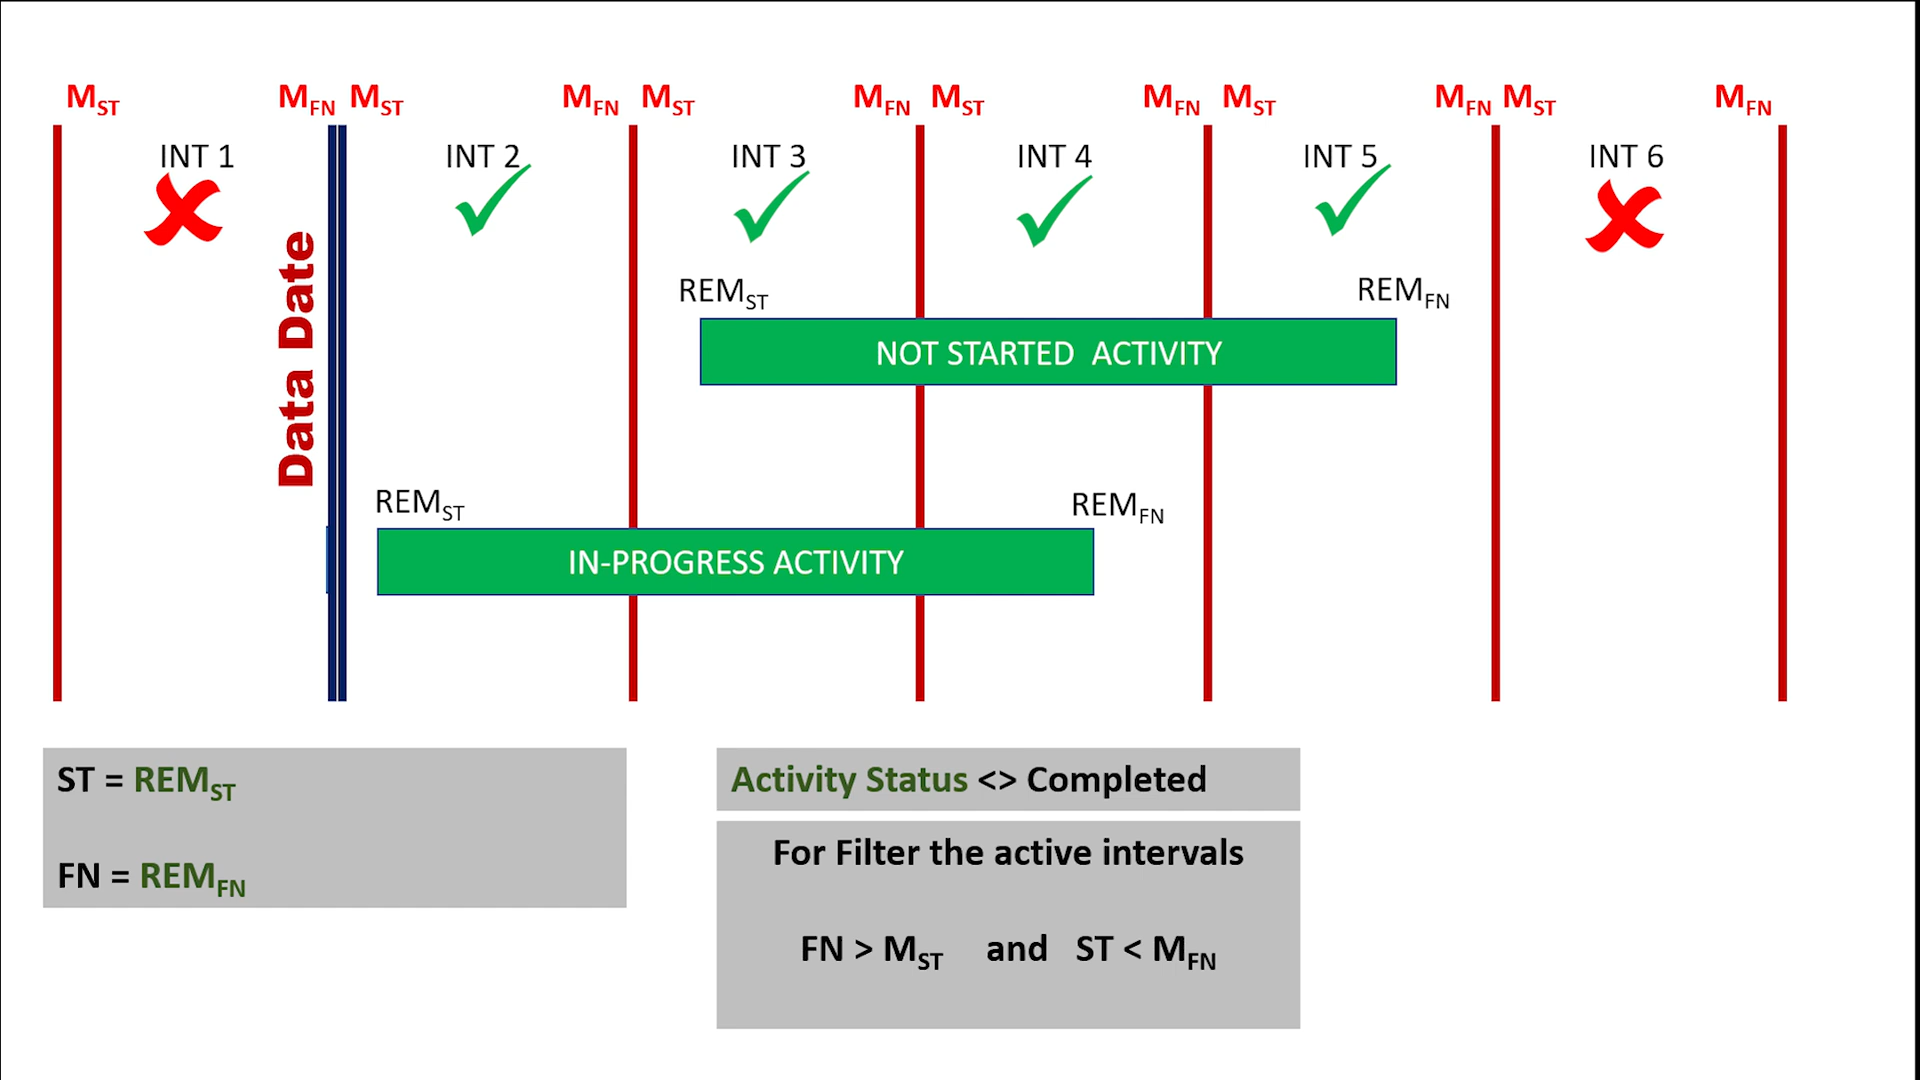 MST MFN MST MFN MST MFN MST MFN MST MFN MST MFN
INT 1 INT 2 INT 3 INT 4 INT 5 INT 6
Data Date
REMST REMFN
NOT STARTED ACTIVITY
REMST REMFN
IN-PROGRESS ACTIVITY
ST = REMST
FN = REMFN
Activity Status <> Completed
For Filter the active intervals
FN > MST and ST < MFN